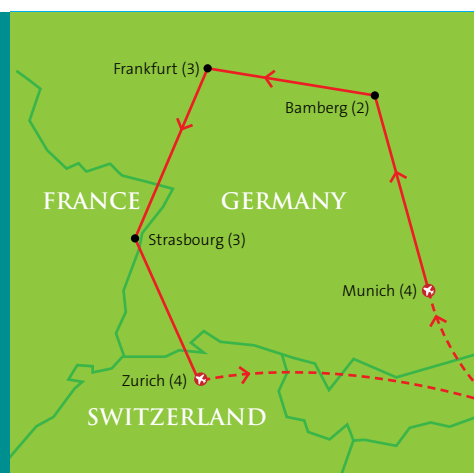 Frankfurt (3)
Bamberg (2)
FRANCE
GERMANY
Strasbourg (3)
Munich (4)
Zurich (4)
SWITZERLAND